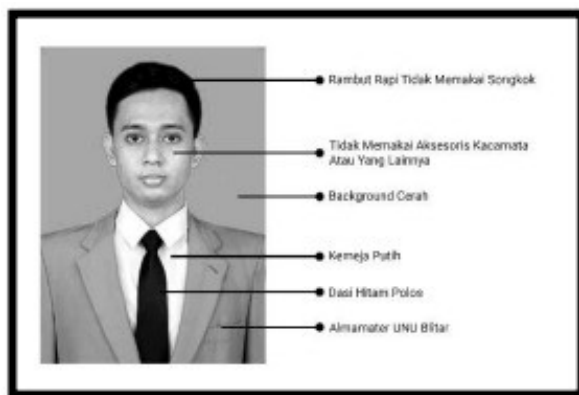 Rambut Rapi Tidak Memakai Songkok
Tidak Memakai Aksesoris Kacamata
Atau Yang Lainnya
Background Cerah
Kemeja Putih
Dasi Hitam Polos
Almamater UNU Blitar